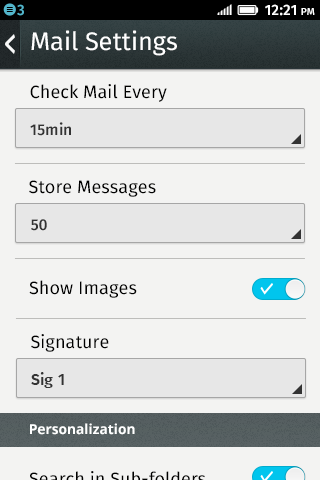 3
12:21 PM
Mail Settings
Check Mail Every
15min
Store Messages
50
Show Images
Signature
Sig 1
Personalization
Search in Sub-folders